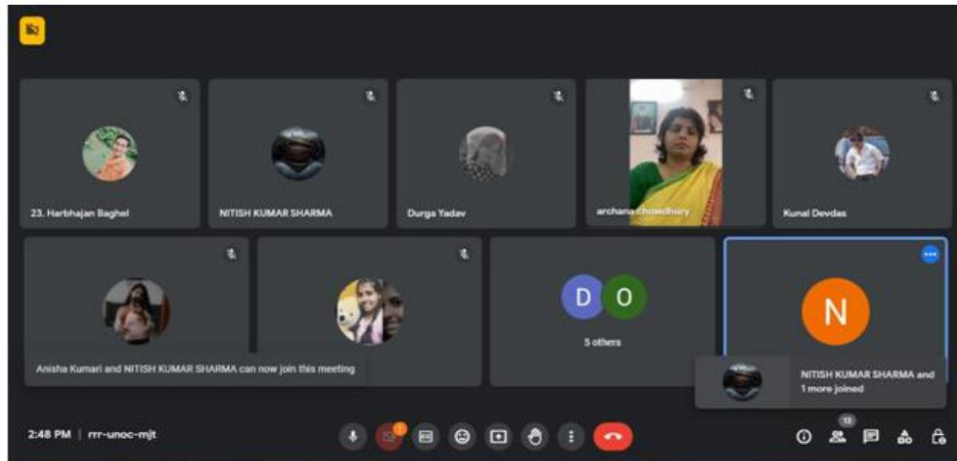 23. Harbhajan Baghel
NITISH KUMAR SHARMA
Durga Yadav
archana chowdhury
Kunal Devdas
D O
5 others
N
Anisha Kumari and NITISH KUMAR SHARMA can now join this meeting
NITISH KUMAR SHARMA and
1 more joined
2:48 PM | rrr-unoc-mjt
13